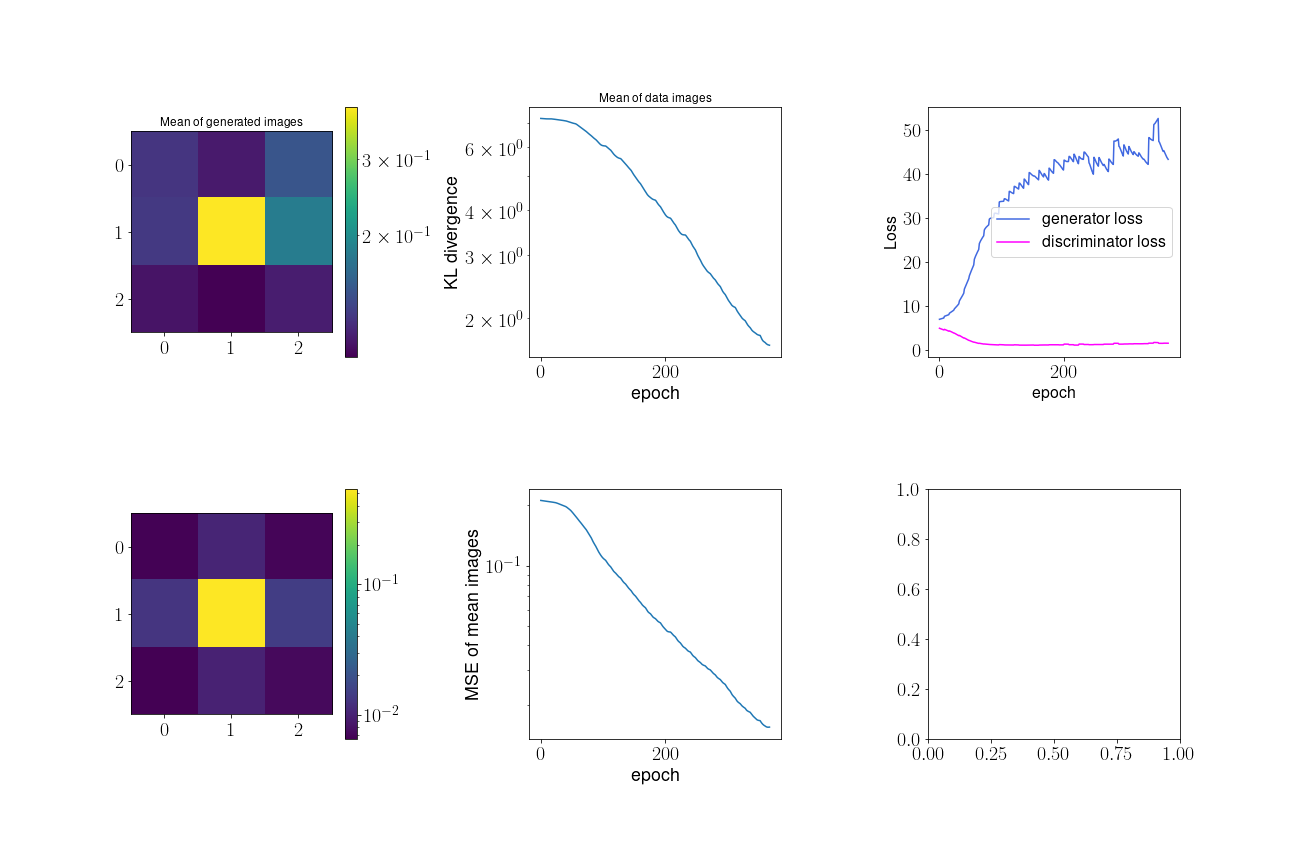 Mean of generated images
0
1
2
0 1 2
3 × 10⁻¹
2 × 10⁻¹
Mean of data images
KL divergence
6 × 10⁰
4 × 10⁰
3 × 10⁰
2 × 10⁰
0 200
epoch
Loss
50
40
30
20
10
0
generator loss
discriminator loss
0 200
epoch
0
1
2
0 1 2
10⁻¹
10⁻²
MSE of mean images
10⁻¹
0 200
epoch
1.0
0.8
0.6
0.4
0.2
0.0
0.00 0.25 0.50 0.75 1.00